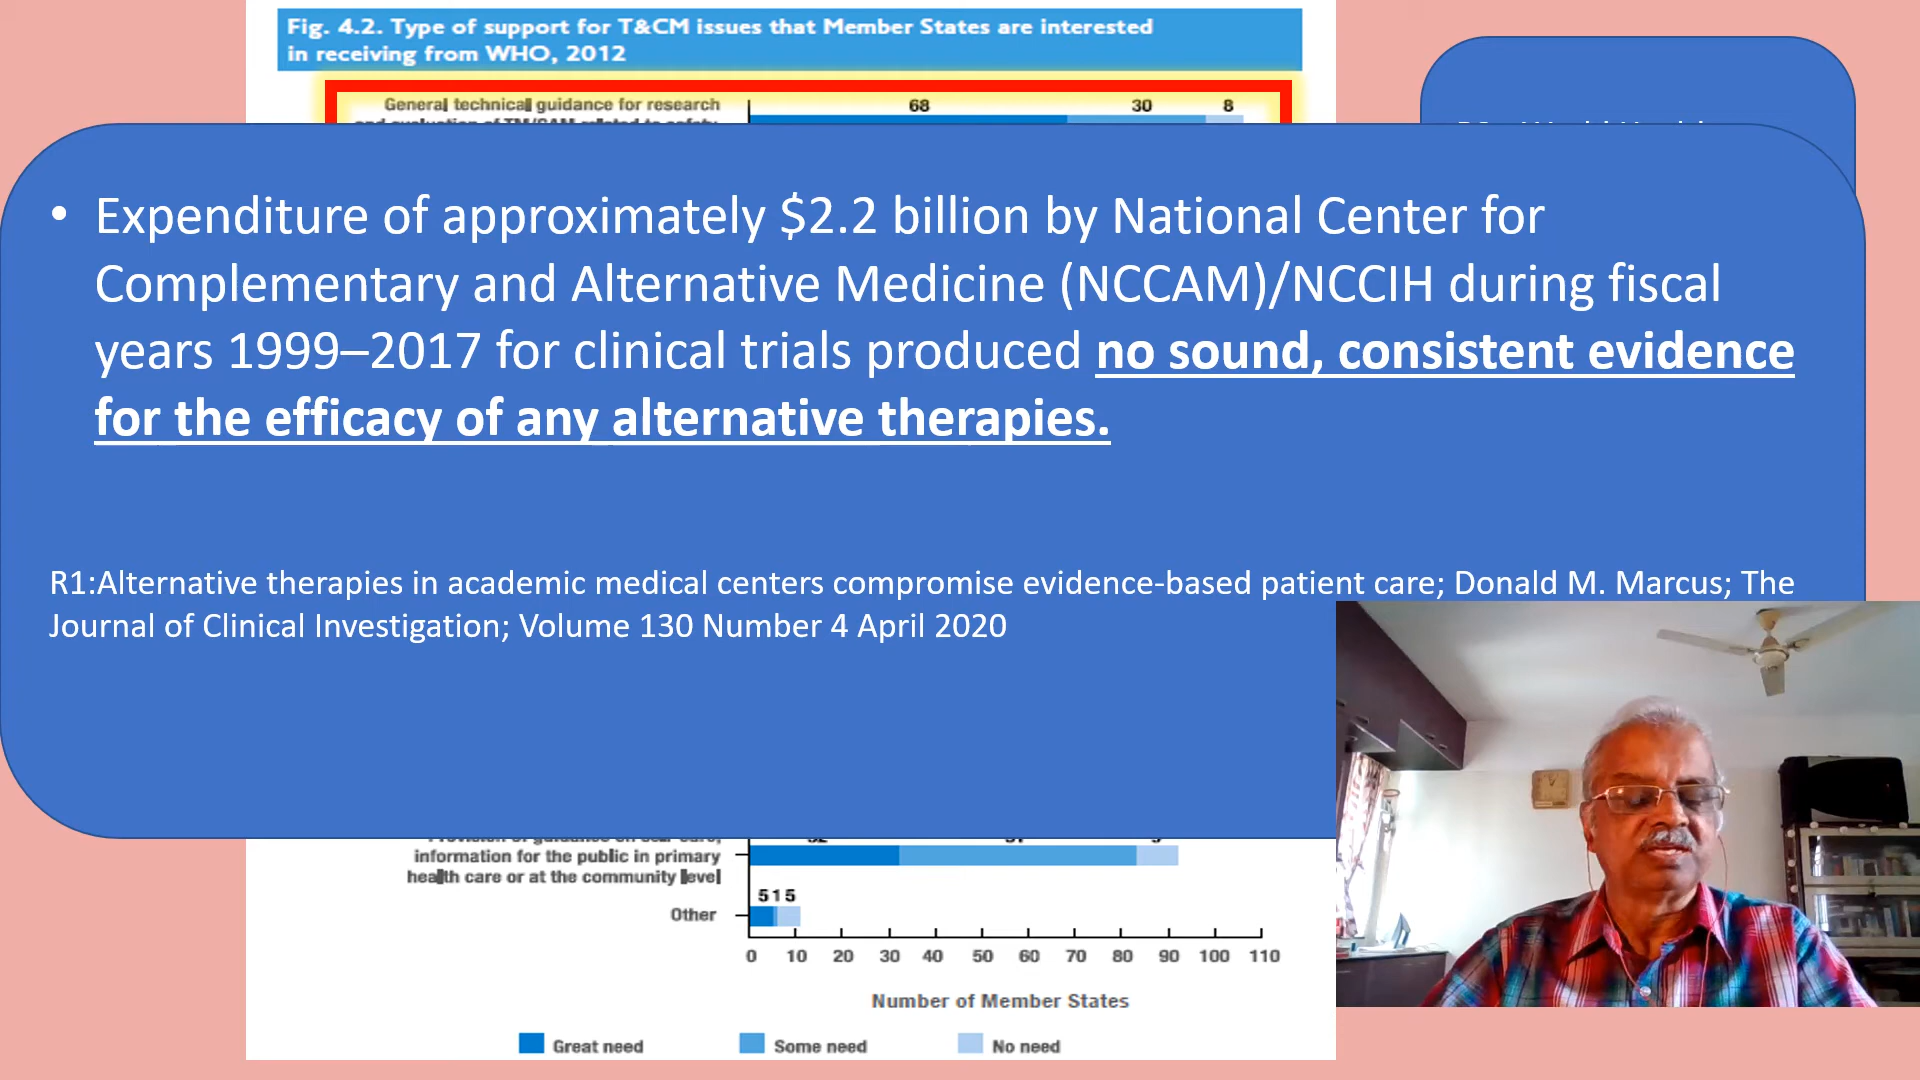 Fig. 4.2. Type of support for T&CM issues that Member States are interested
in receiving from WHO, 2012
General technical guidance for research
68 30 8
• Expenditure of approximately $2.2 billion by National Center for
Complementary and Alternative Medicine (NCCAM)/NCCIH during fiscal
years 1999–2017 for clinical trials produced no sound, consistent evidence
for the efficacy of any alternative therapies.
R1:Alternative therapies in academic medical centers compromise evidence-based patient care; Donald M. Marcus; The
Journal of Clinical Investigation; Volume 130 Number 4 April 2020
information for the public in primary
health care or at the community level
5 1 5
Other
0 10 20 30 40 50 60 70 80 90 100 110
Number of Member States
Great need Some need No need